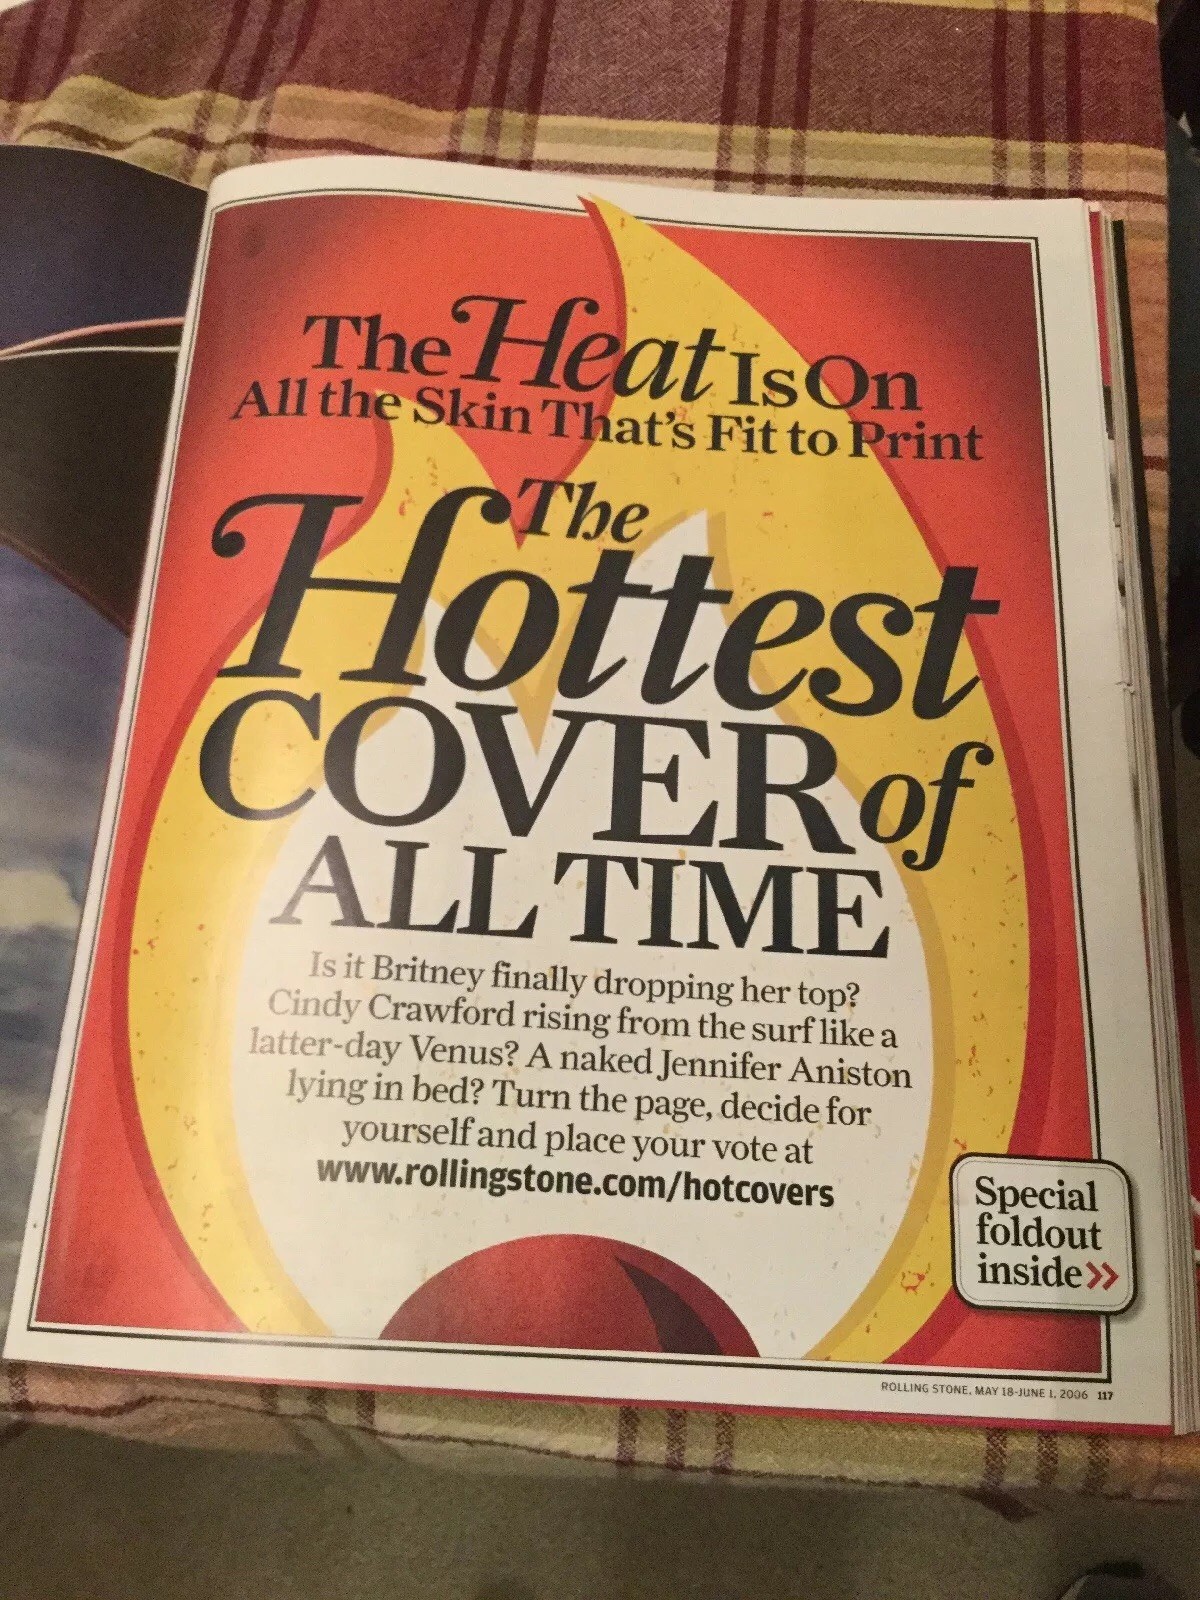 The Heat Is On
All the Skin That's Fit to Print
The
Hottest
COVER of
ALL TIME
Is it Britney finally dropping her top?
Cindy Crawford rising from the surf like a
latter-day Venus? A naked Jennifer Aniston
lying in bed? Turn the page, decide for
yourself and place your vote at
www.rollingstone.com/hotcovers
Special
foldout
inside»
ROLLING STONE, MAY 18-JUNE 1, 2006 117